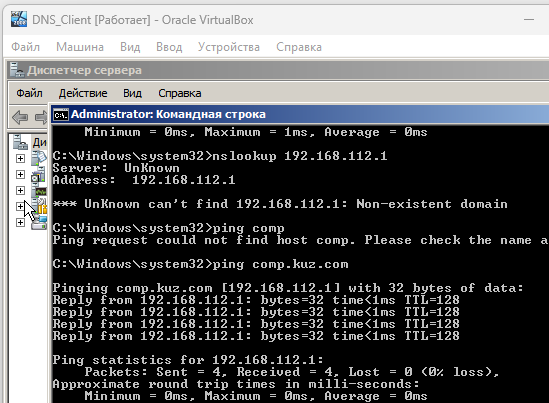 DNS_Client [Работает] - Oracle VirtualBox
Файл Машина Вид Ввод Устройства Справка
Диспетчер сервера
Файл Действие Вид Справка
Administrator: Командная строка
Minimum = 0ms, Maximum = 1ms, Average = 0ms
C:\Windows\system32>nslookup 192.168.112.1
Server: UnKnown
Address: 192.168.112.1
*** UnKnown can't find 192.168.112.1: Non-existent domain
C:\Windows\system32>ping comp
Ping request could not find host comp. Please check the name a
C:\Windows\system32>ping comp.kuz.com
Pinging comp.kuz.com [192.168.112.1] with 32 bytes of data:
Reply from 192.168.112.1: bytes=32 time<1ms TTL=128
Reply from 192.168.112.1: bytes=32 time<1ms TTL=128
Reply from 192.168.112.1: bytes=32 time<1ms TTL=128
Reply from 192.168.112.1: bytes=32 time<1ms TTL=128
Ping statistics for 192.168.112.1:
Packets: Sent = 4, Received = 4, Lost = 0 (0% loss),
Approximate round trip times in milli-seconds:
Minimum = 0ms, Maximum = 0ms, Average = 0ms